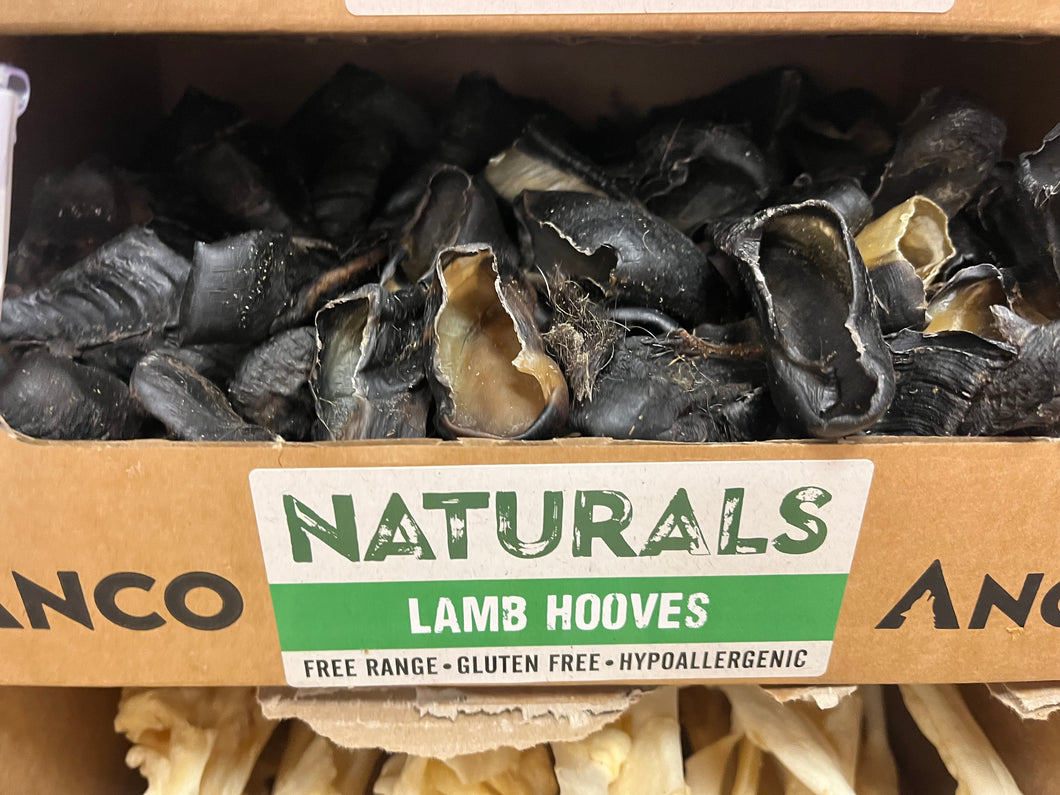 NATURALS
ANCO
LAMB HOOVES
ANCO
FREE RANGE • GLUTEN FREE • HYPOALLERGENIC